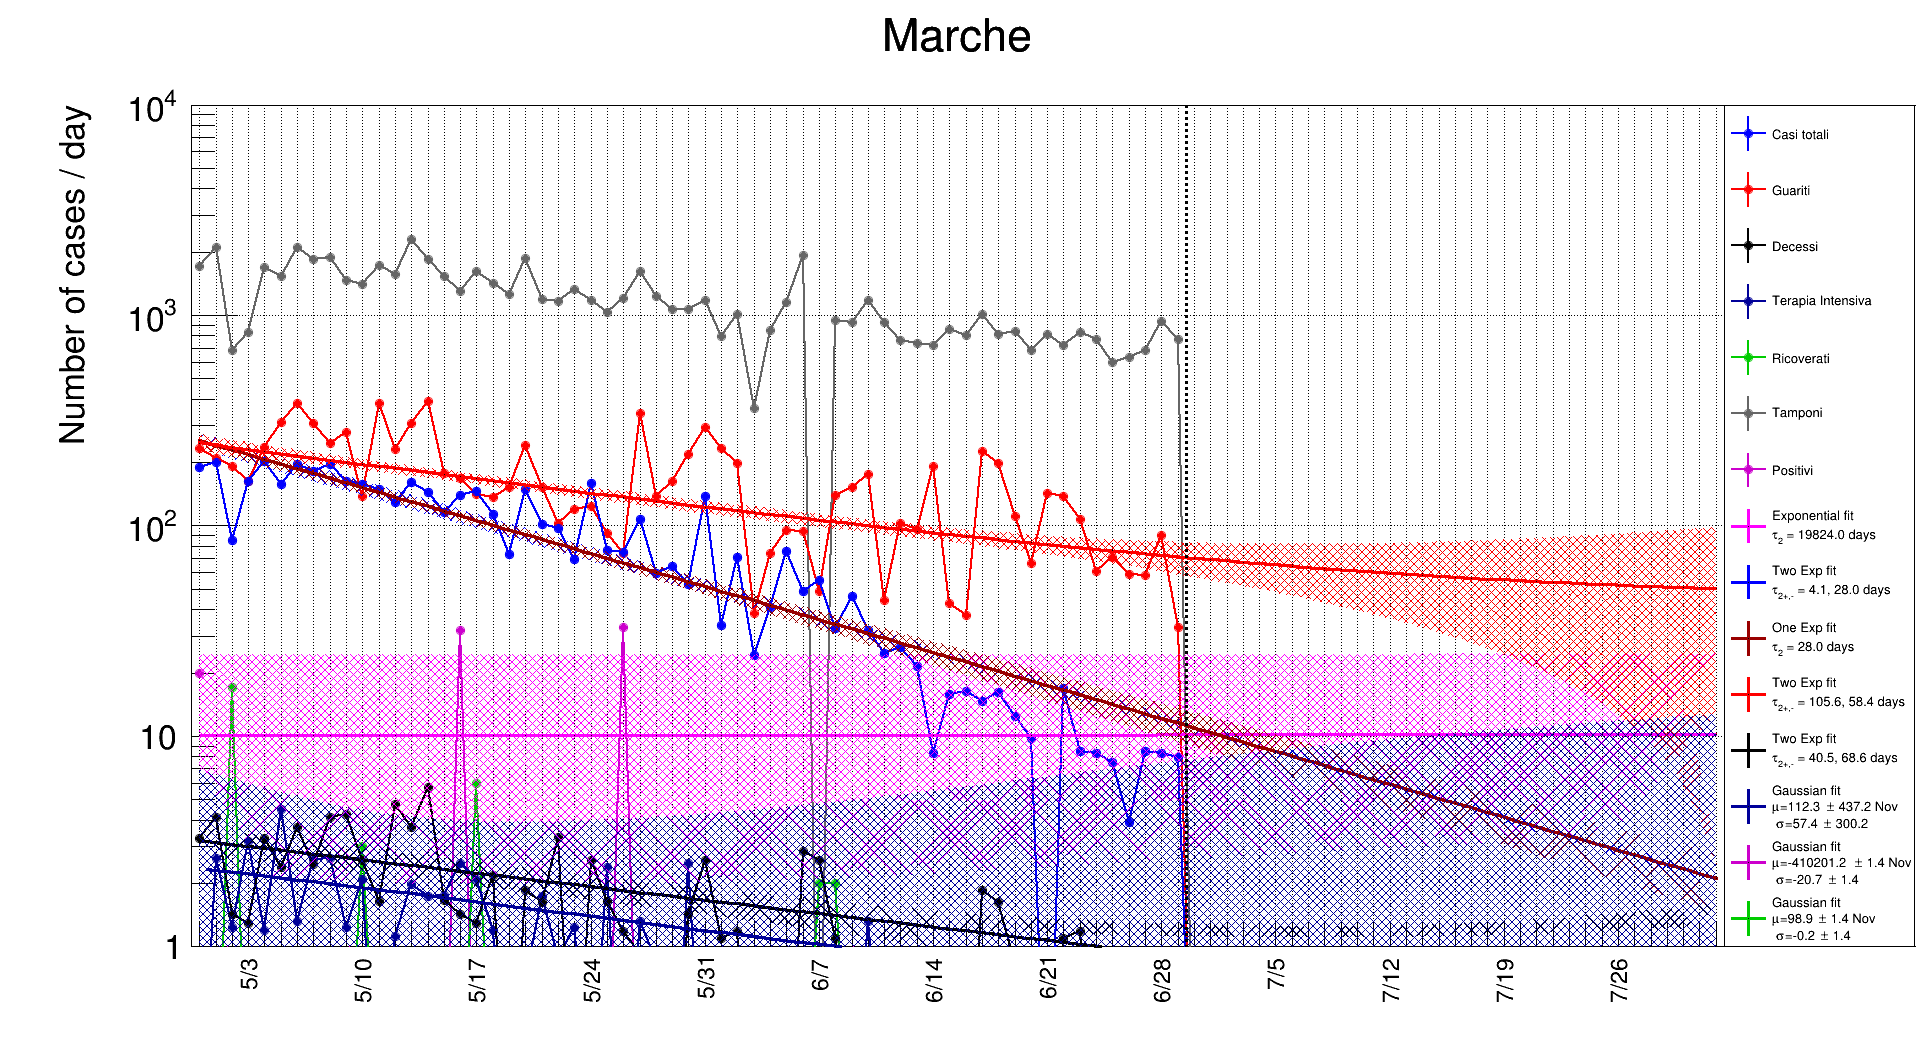 Marche
Number of cases / day
10⁴
10³
10²
10
1
5/3
5/10
5/17
5/24
5/31
6/7
6/14
6/21
6/28
7/5
7/12
7/19
7/26
Casi totali
Guariti
Decessi
Terapia Intensiva
Ricoverati
Tamponi
Positivi
Exponential fit
τ₂ = 19824.0 days
Two Exp fit
τ₂₊,₋ = 4.1, 28.0 days
One Exp fit
τ₂ = 28.0 days
Two Exp fit
τ₂₊,₋ = 105.6, 58.4 days
Two Exp fit
τ₂₊,₋ = 40.5, 68.6 days
Gaussian fit
μ=112.3 ± 437.2 Nov
σ=57.4 ± 300.2
Gaussian fit
μ=-410201.2 ± 1.4 Nov
σ=-20.7 ± 1.4
Gaussian fit
μ=98.9 ± 1.4 Nov
σ=-0.2 ± 1.4